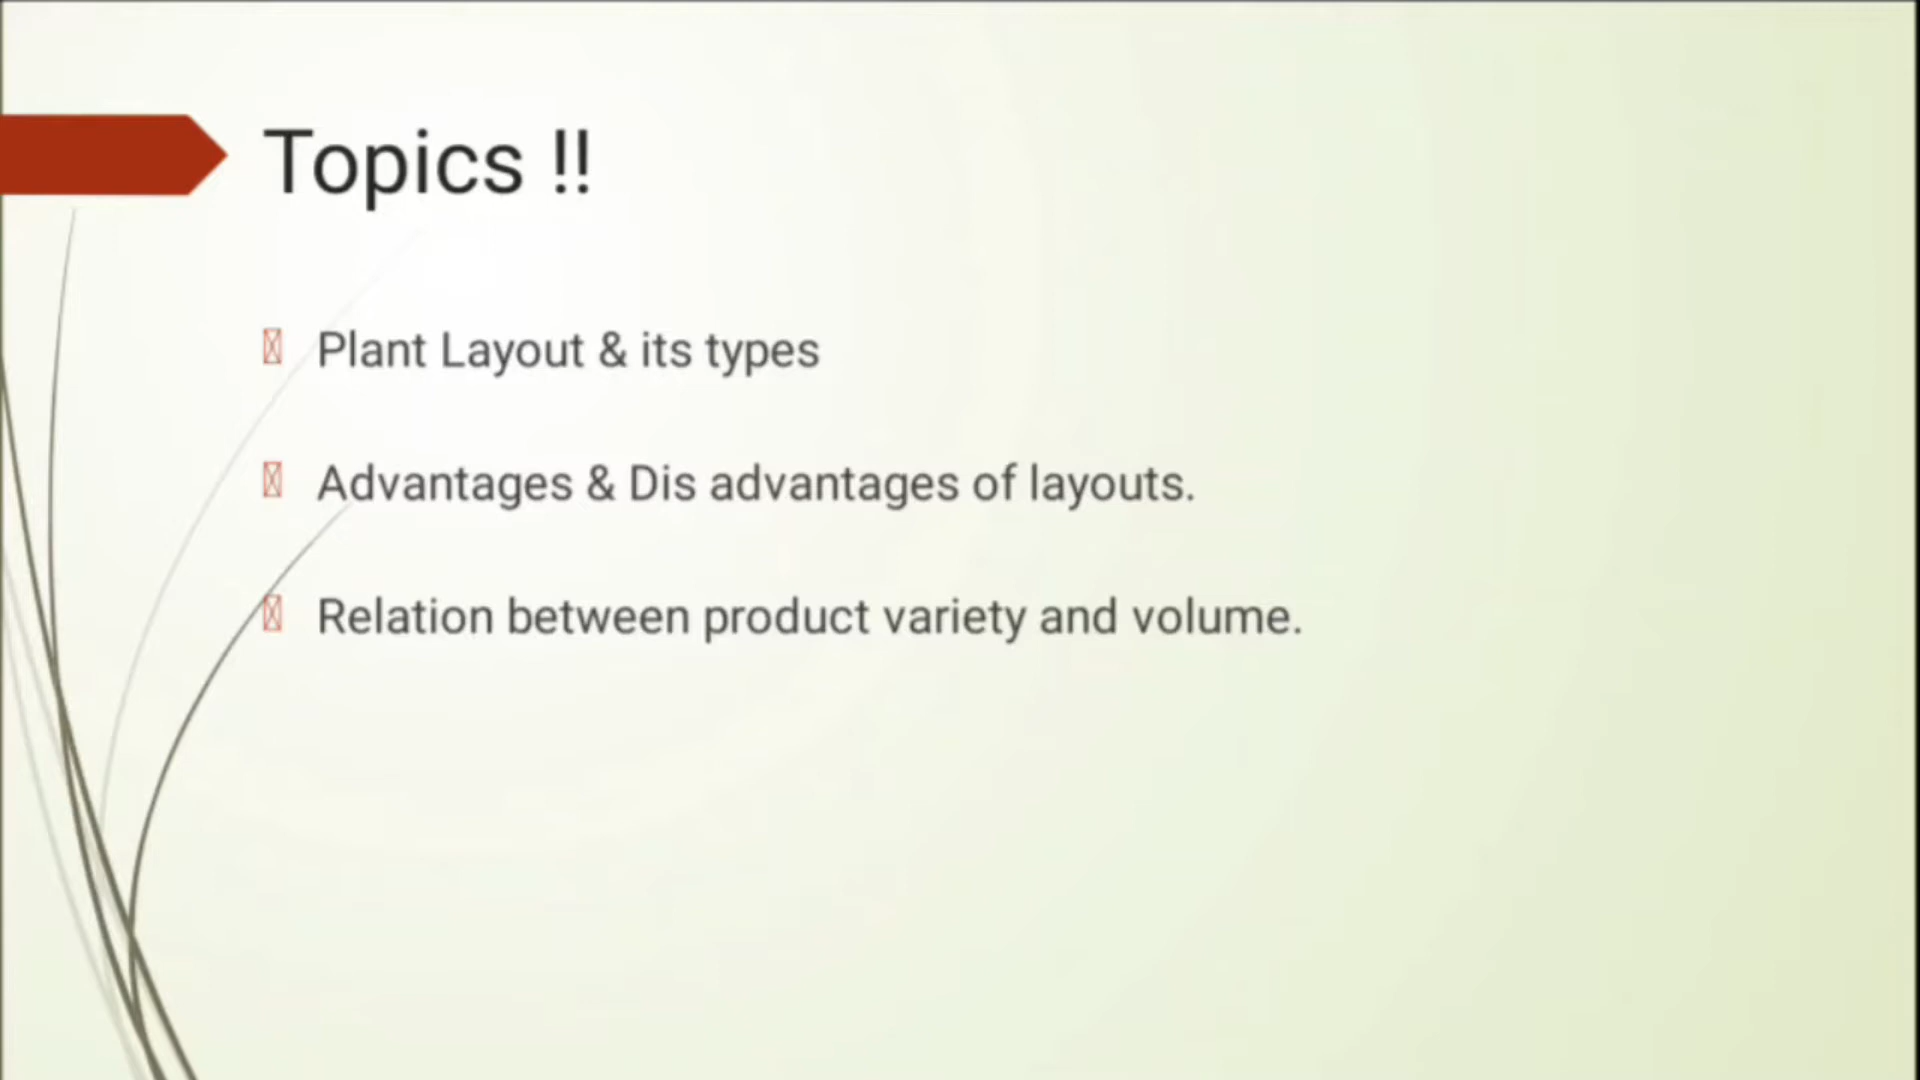 Topics !!
Plant Layout & its types
Advantages & Dis advantages of layouts.
Relation between product variety and volume.